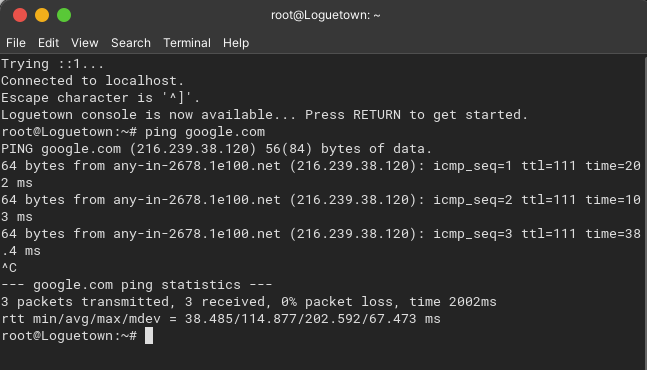 root@Loguetown: ~
File Edit View Search Terminal Help
Trying ::1...
Connected to localhost.
Escape character is '^]'.
Loguetown console is now available... Press RETURN to get started.
root@Loguetown:~# ping google.com
PING google.com (216.239.38.120) 56(84) bytes of data.
64 bytes from any-in-2678.1e100.net (216.239.38.120): icmp_seq=1 ttl=111 time=20
2 ms
64 bytes from any-in-2678.1e100.net (216.239.38.120): icmp_seq=2 ttl=111 time=10
3 ms
64 bytes from any-in-2678.1e100.net (216.239.38.120): icmp_seq=3 ttl=111 time=38
.4 ms
^C
--- google.com ping statistics ---
3 packets transmitted, 3 received, 0% packet loss, time 2002ms
rtt min/avg/max/mdev = 38.485/114.877/202.592/67.473 ms
root@Loguetown:~#